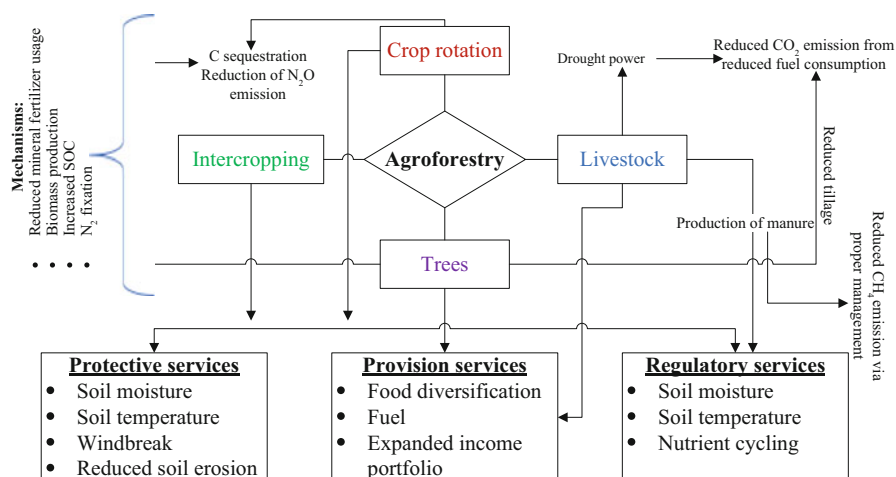 Mechanisms:
• Reduced mineral fertilizer usage
• Biomass production
• Increased SOC
• N₂ fixation
C sequestration
Reduction of N₂O
emission
Crop rotation
Drought power
Reduced CO₂ emission from
reduced fuel consumption
Intercropping
Agroforestry
Livestock
Reduced tillage
Production of manure
Reduced CH₄ emission via
proper management
Trees
Protective services
• Soil moisture
• Soil temperature
• Windbreak
• Reduced soil erosion
Provision services
• Food diversification
• Fuel
• Expanded income
portfolio
Regulatory services
• Soil moisture
• Soil temperature
• Nutrient cycling